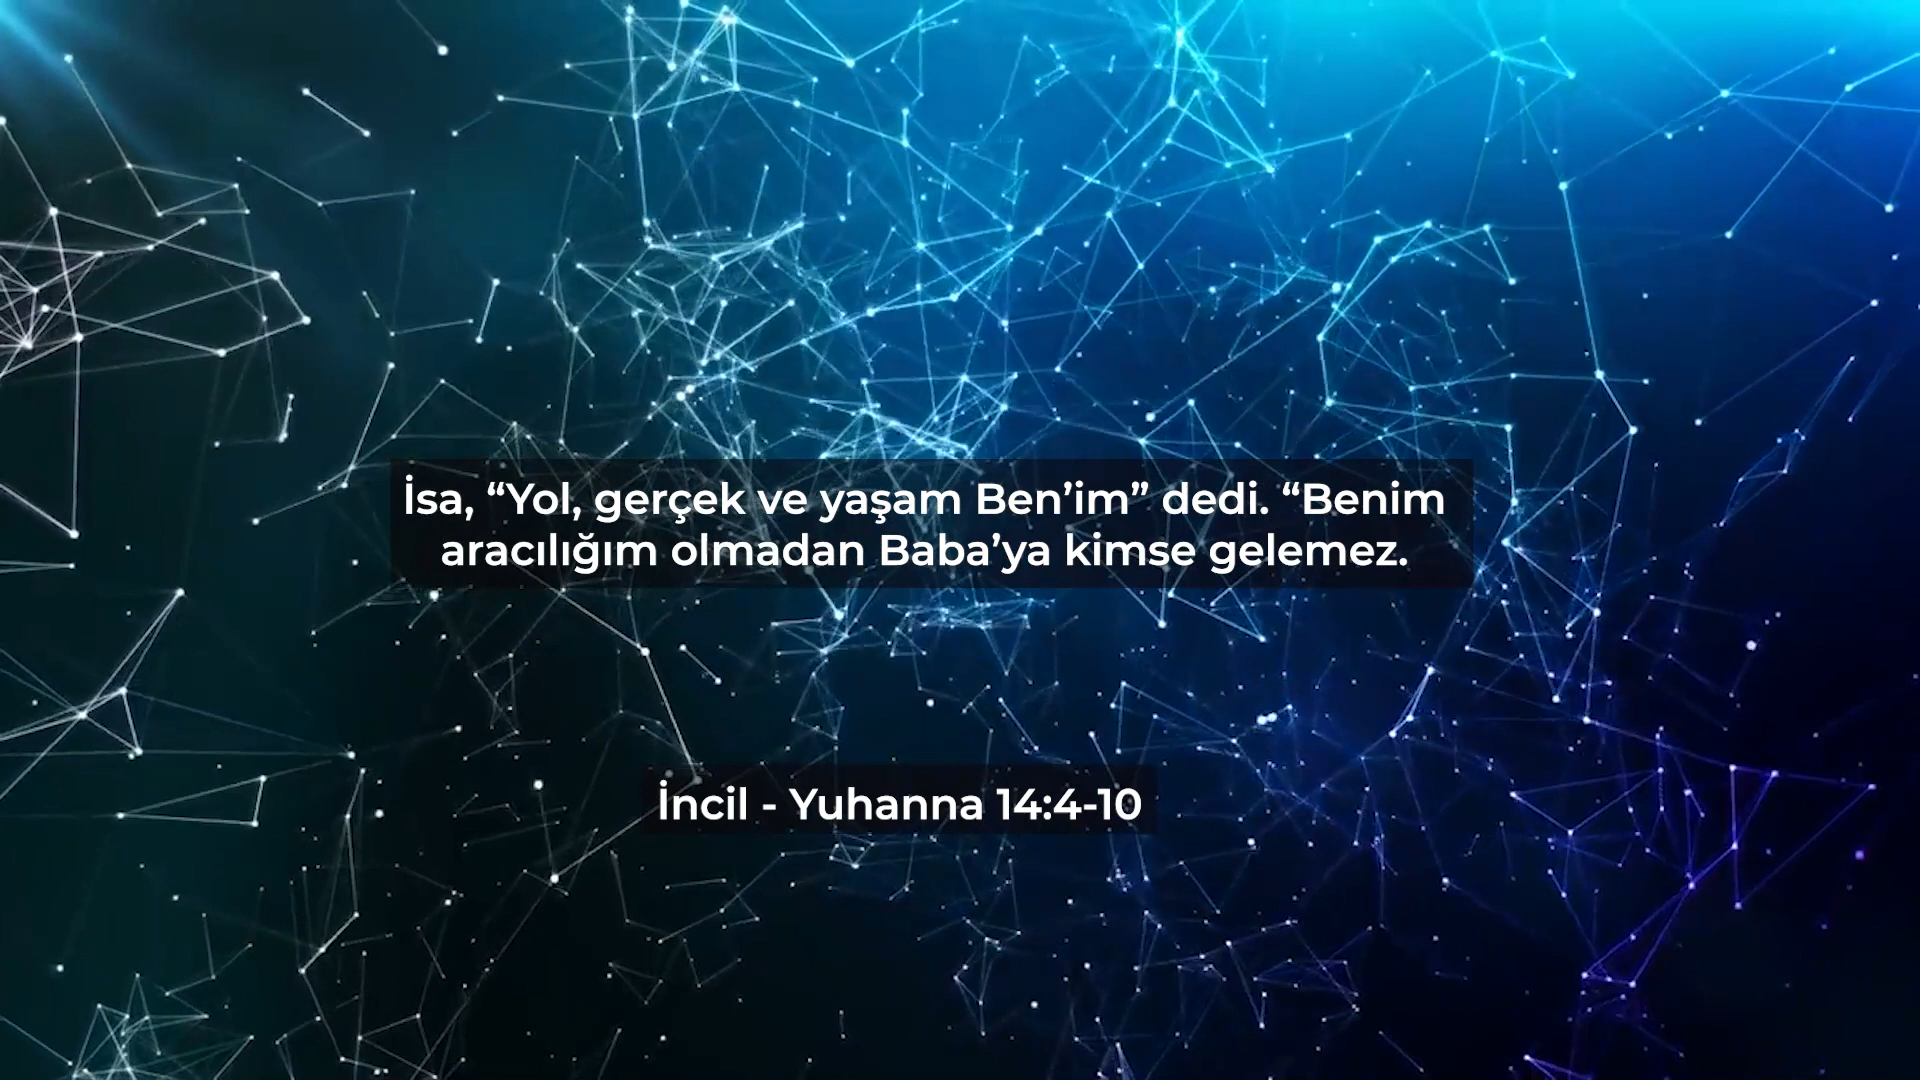 İsa, “Yol, gerçek ve yaşam Ben’im” dedi. “Benim
aracılığım olmadan Baba’ya kimse gelemez.
İncil - Yuhanna 14:4-10